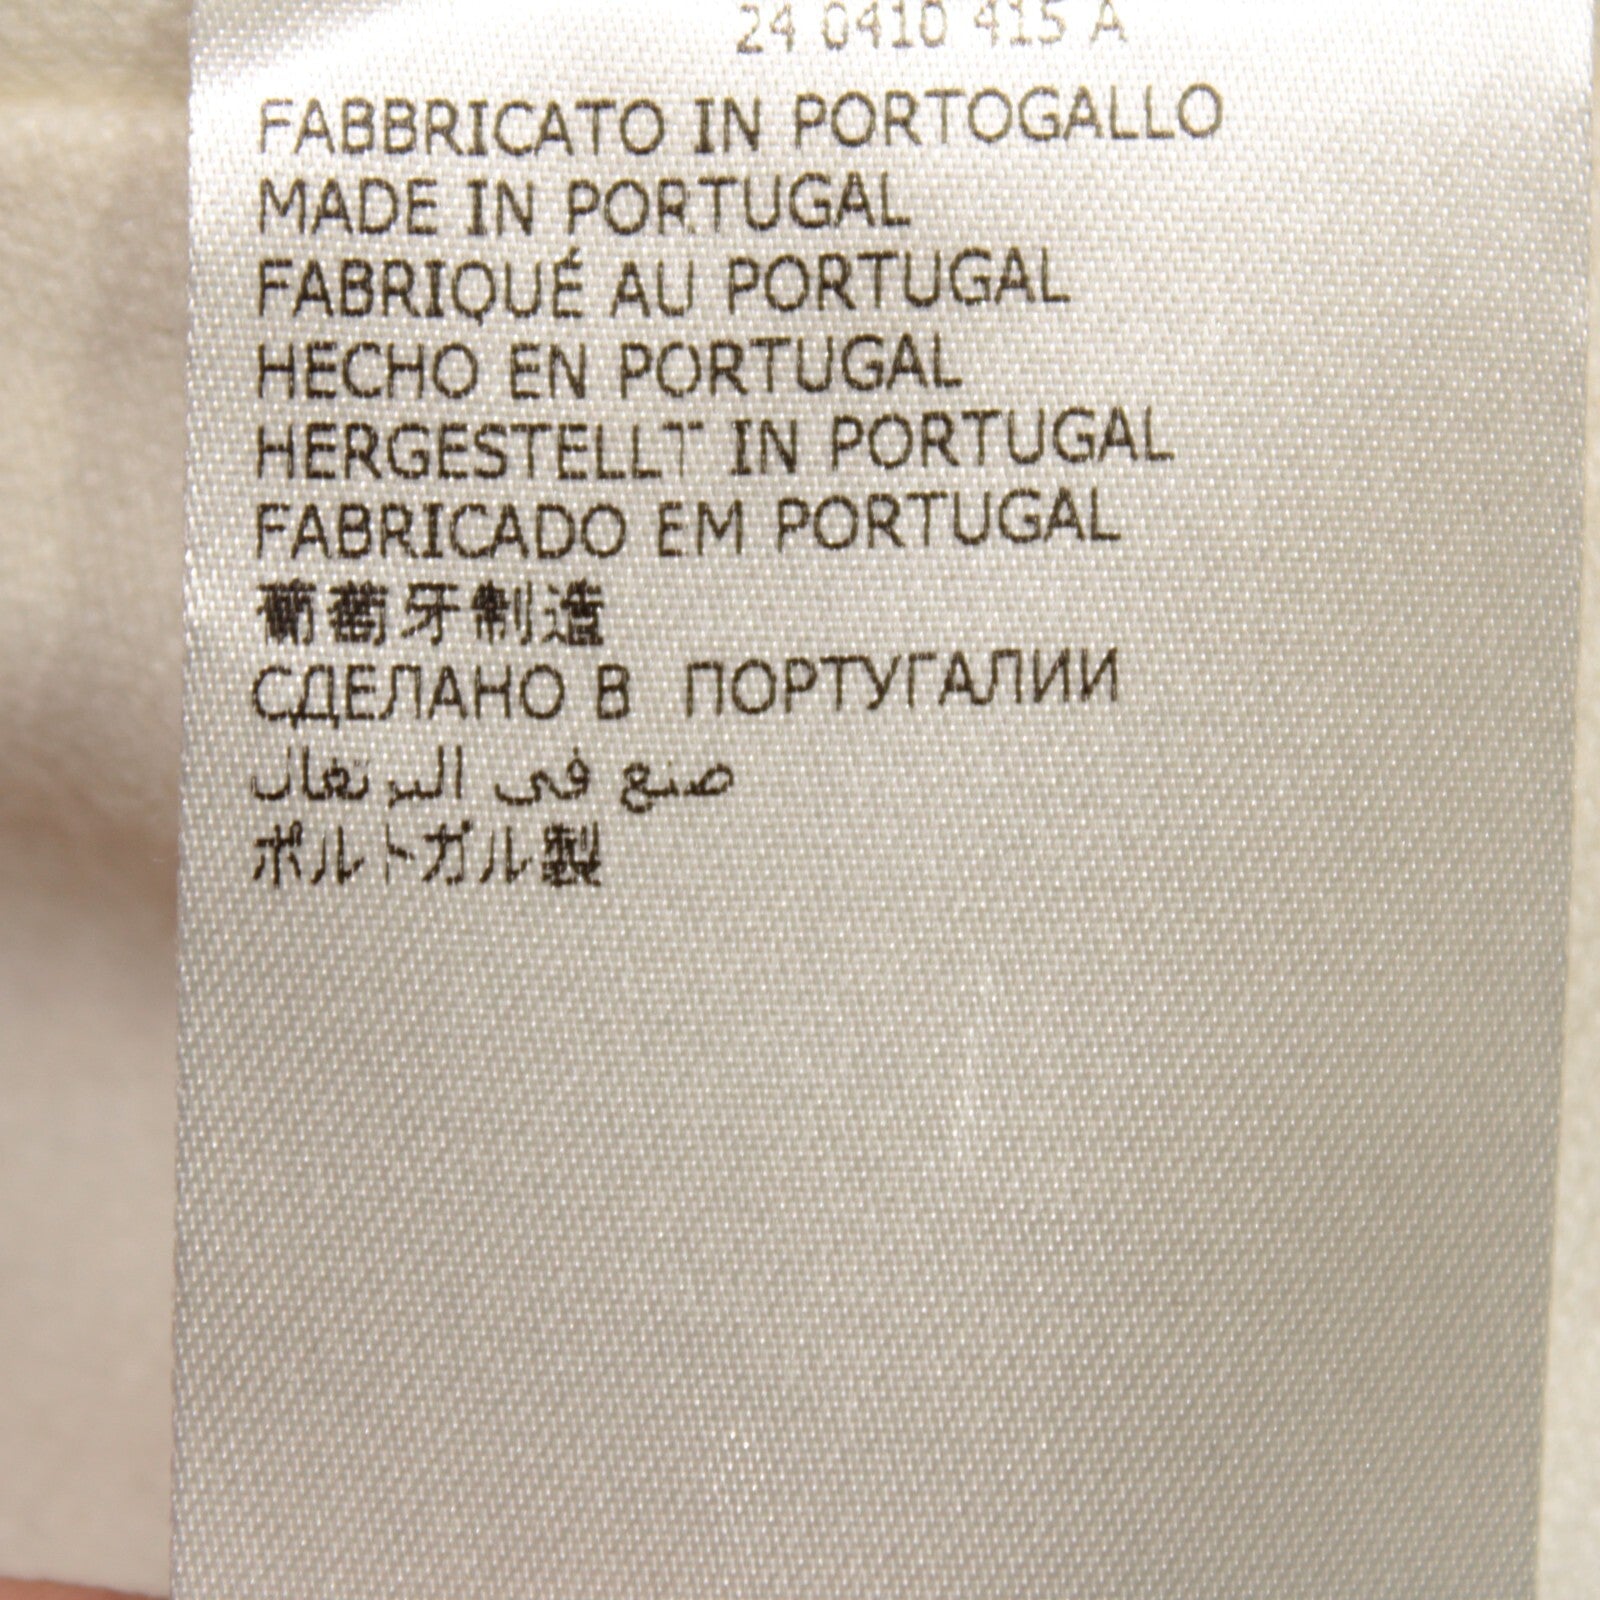 24 0410 415 A
FABBRICATO IN PORTOGALLO
MADE IN PORTUGAL
FABRIQUÉ AU PORTUGAL
HECHO EN PORTUGAL
HERGESTELLT IN PORTUGAL
FABRICADO EM PORTUGAL
葡萄牙制造
СДЕЛАНО В ПОРТУГАЛИИ
صنع في البرتغال
ポルトガル製